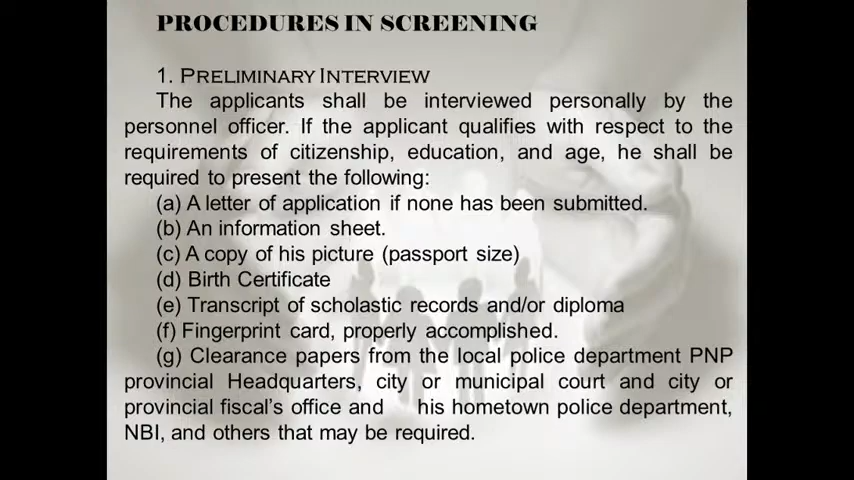 PROCEDURES IN SCREENING
1. PRELIMINARY INTERVIEW
The applicants shall be interviewed personally by the
personnel officer. If the applicant qualifies with respect to the
requirements of citizenship, education, and age, he shall be
required to present the following:
(a) A letter of application if none has been submitted.
(b) An information sheet.
(c) A copy of his picture (passport size)
(d) Birth Certificate
(e) Transcript of scholastic records and/or diploma
(f) Fingerprint card, properly accomplished.
(g) Clearance papers from the local police department PNP
provincial Headquarters, city or municipal court and city or
provincial fiscal’s office and his hometown police department,
NBI, and others that may be required.